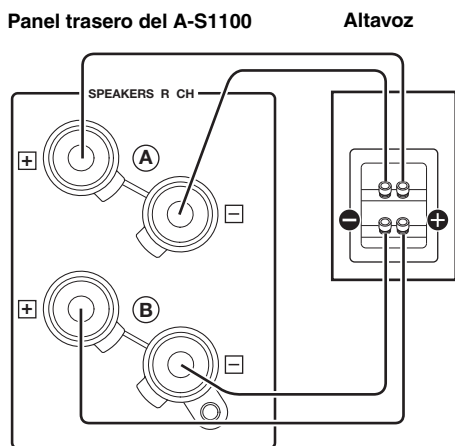 Panel trasero del A-S1100
Altavoz
SPEAKERS R CH
+ A
-
- +
+ B
-